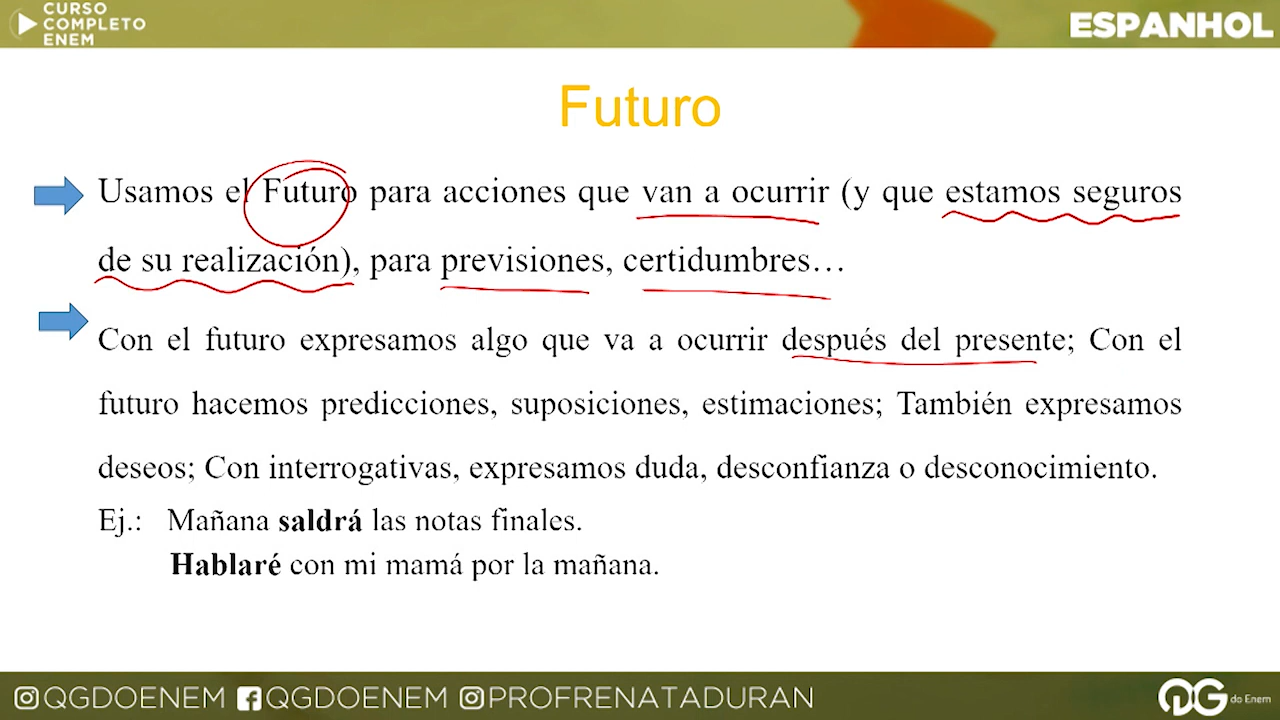 CURSO
COMPLETO
ENEM
ESPANHOL
Futuro
Usamos el Futuro para acciones que van a ocurrir (y que estamos seguros
de su realización), para previsiones, certidumbres…
Con el futuro expresamos algo que va a ocurrir después del presente; Con el
futuro hacemos predicciones, suposiciones, estimaciones; También expresamos
deseos; Con interrogativas, expresamos duda, desconfianza o desconocimiento.
Ej.: Mañana saldrá las notas finales.
Hablaré con mi mamá por la mañana.
QGDOENEM QGDOENEM PROFRENATADURAN
QG do Enem